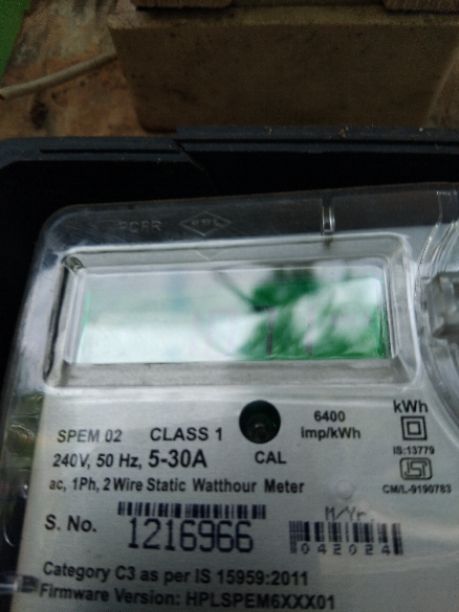 HPL
SPEM 02 CLASS 1
6400
imp/kWh
kWh
240V, 50 Hz, 5-30A
CAL
IS:13779
ac, 1Ph, 2 Wire Static Watthour Meter
CM/L-9190783
S. No. 1216966
M/Yr.
042024
Category C3 as per IS 15959:2011
Firmware Version: HPLSPEM6XXX01